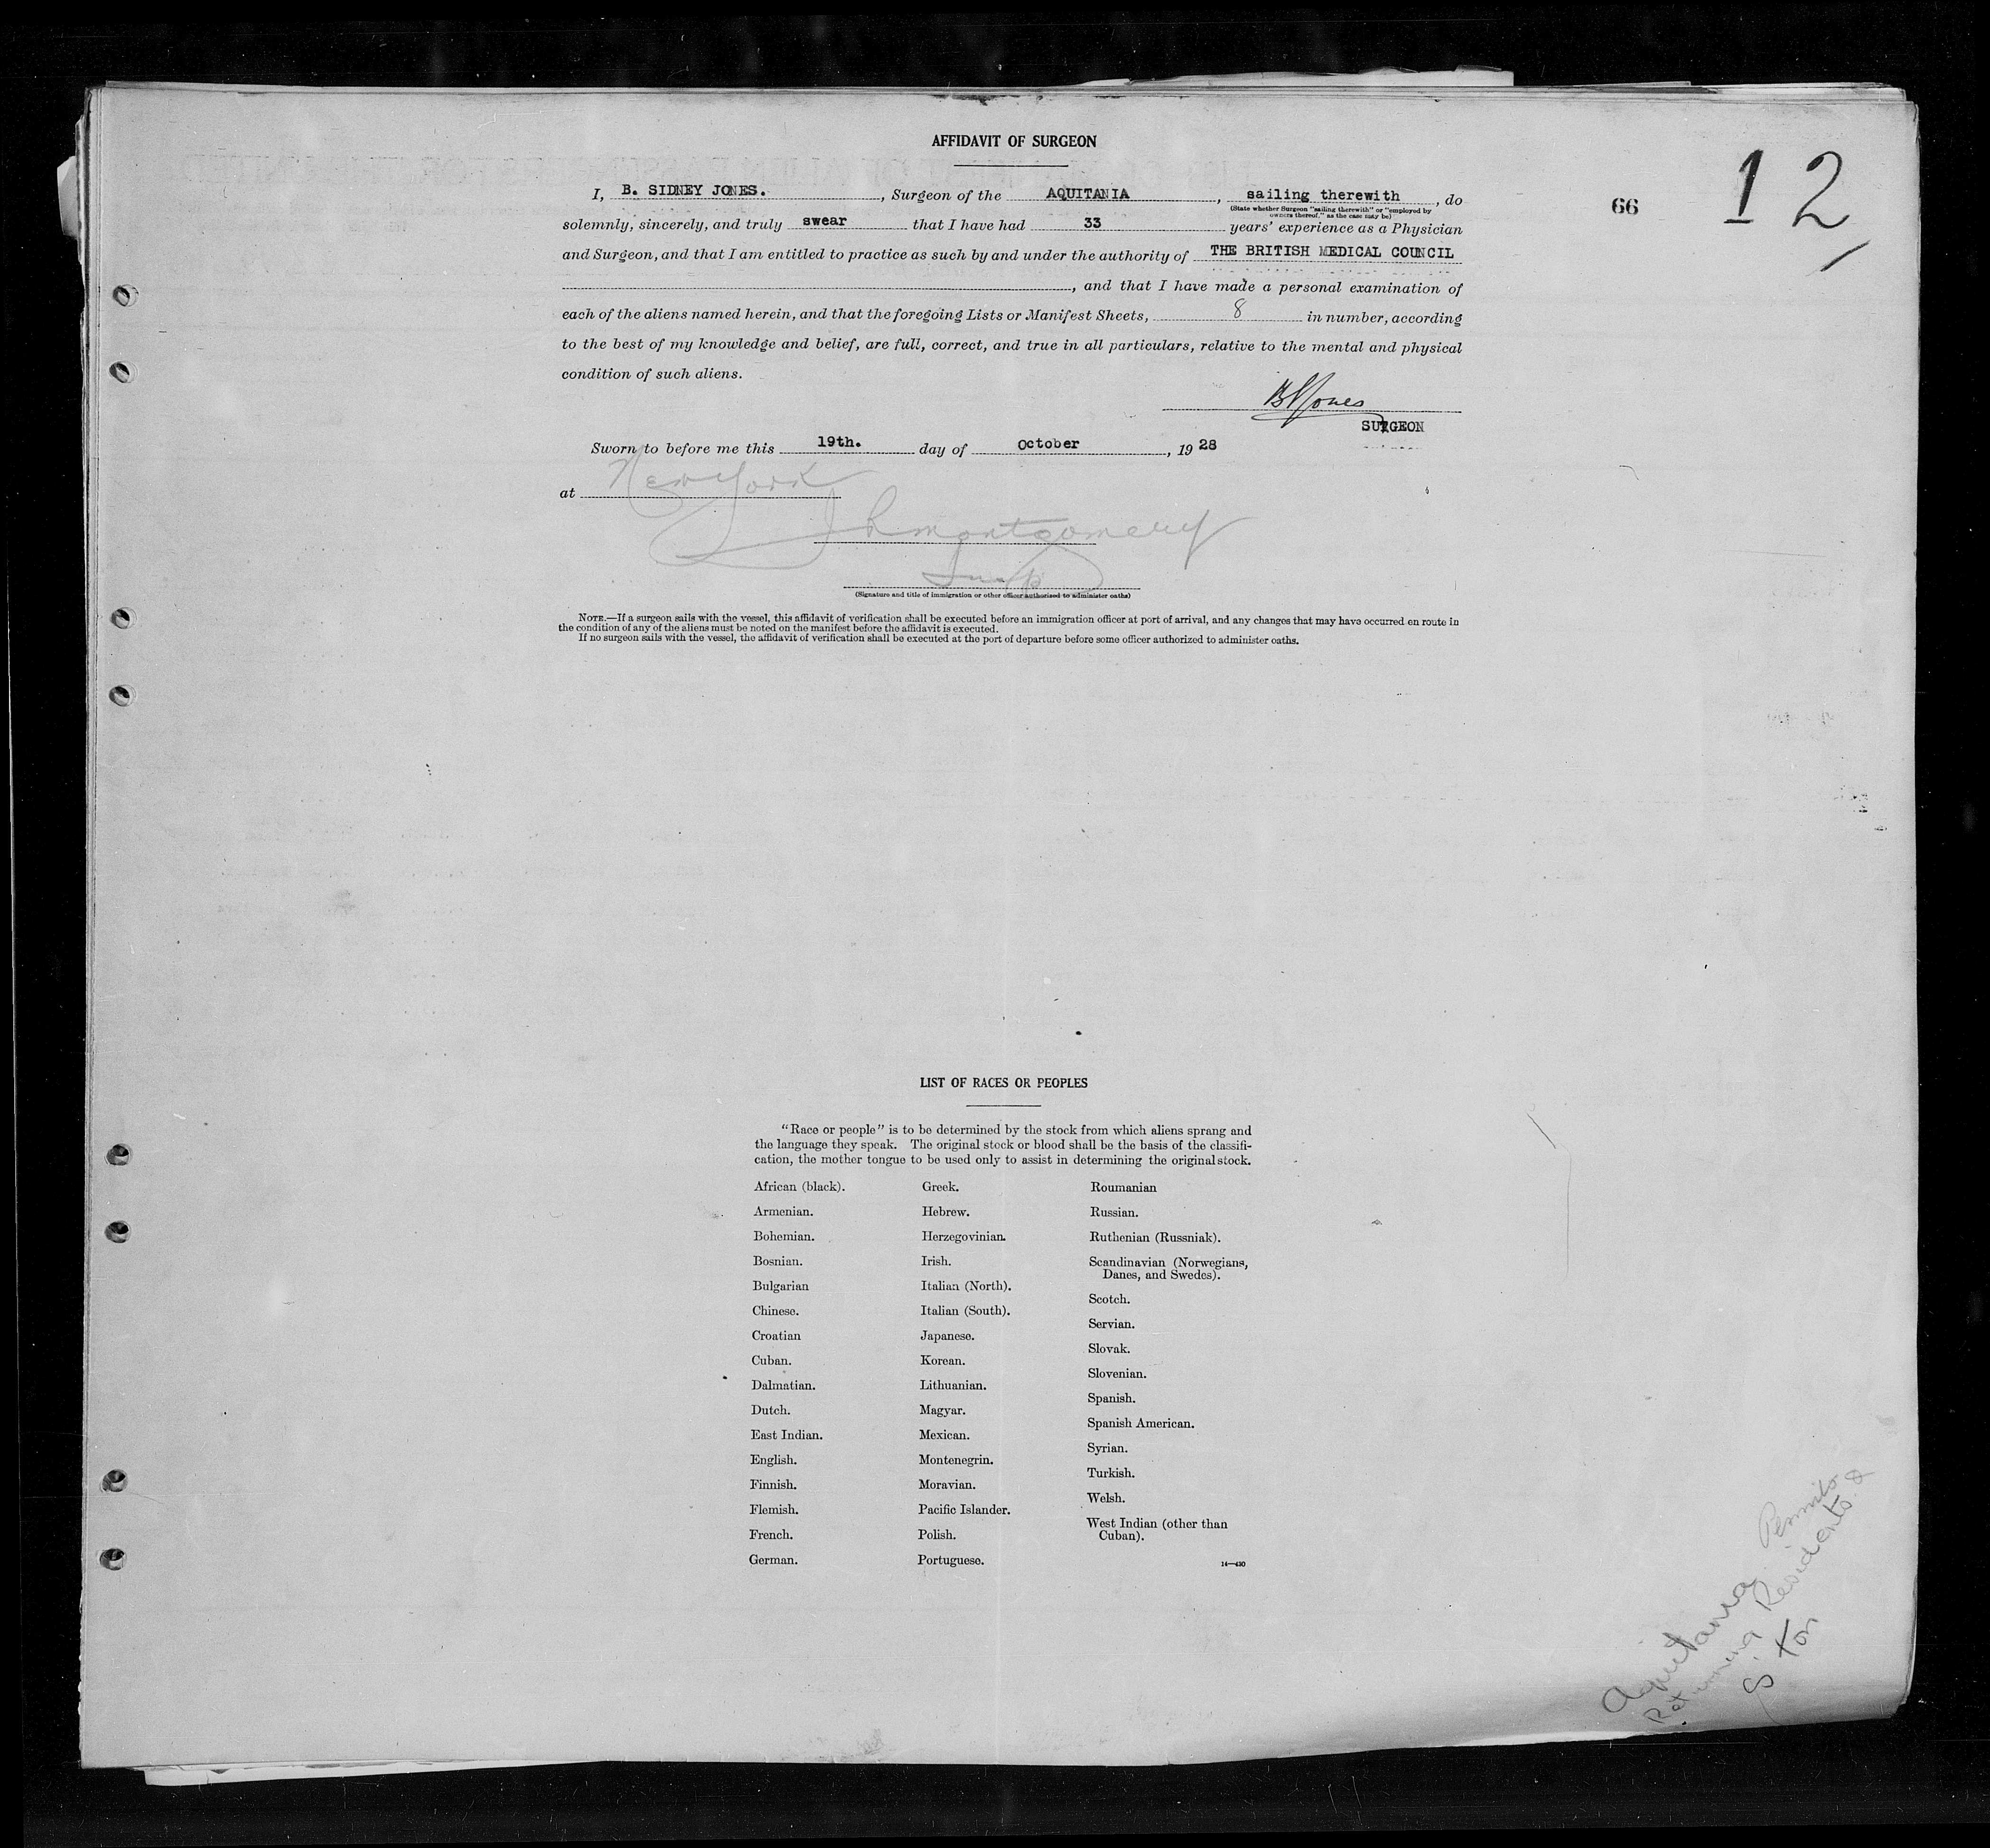 AFFIDAVIT OF SURGEON
66
12
I, B. SIDNEY JONES., Surgeon of the AQUITANIA, sailing therewith, do
(State whether Surgeon "sailing therewith" or "employed by
owners thereof," as the case may be)
solemnly, sincerely, and truly swear that I have had 33 years' experience as a Physician
and Surgeon, and that I am entitled to practice as such by and under the authority of THE BRITISH MEDICAL COUNCIL
, and that I have made a personal examination of
each of the aliens named herein, and that the foregoing Lists or Manifest Sheets, 8 in number, according
to the best of my knowledge and belief, are full, correct, and true in all particulars, relative to the mental and physical
condition of such aliens.
BSJones
SURGEON
Sworn to before me this 19th. day of October, 1928
at New York
Montgomery
(Signature and title of immigration or other officer authorized to administer oaths)
NOTE.—If a surgeon sails with the vessel, this affidavit of verification shall be executed before an immigration officer at port of arrival, and any changes that may have occurred en route in
the condition of any of the aliens must be noted on the manifest before the affidavit is executed.
If no surgeon sails with the vessel, the affidavit of verification shall be executed at the port of departure before some officer authorized to administer oaths.
LIST OF RACES OR PEOPLES
"Race or people" is to be determined by the stock from which aliens sprang and
the language they speak. The original stock or blood shall be the basis of the classifi-
cation, the mother tongue to be used only to assist in determining the original stock.
African (black).
Armenian.
Bohemian.
Bosnian.
Bulgarian
Chinese.
Croatian
Cuban.
Dalmatian.
Dutch.
East Indian.
English.
Finnish.
Flemish.
French.
German.
Greek.
Hebrew.
Herzegovinian.
Irish.
Italian (North).
Italian (South).
Japanese.
Korean.
Lithuanian.
Magyar.
Mexican.
Montenegrin.
Moravian.
Pacific Islander.
Polish.
Portuguese.
Roumanian
Russian.
Ruthenian (Russniak).
Scandinavian (Norwegians,
Danes, and Swedes).
Scotch.
Servian.
Slovak.
Slovenian.
Spanish.
Spanish American.
Syrian.
Turkish.
Welsh.
West Indian (other than
Cuban).
14—430
Aquitania Permits
Returning Residents &